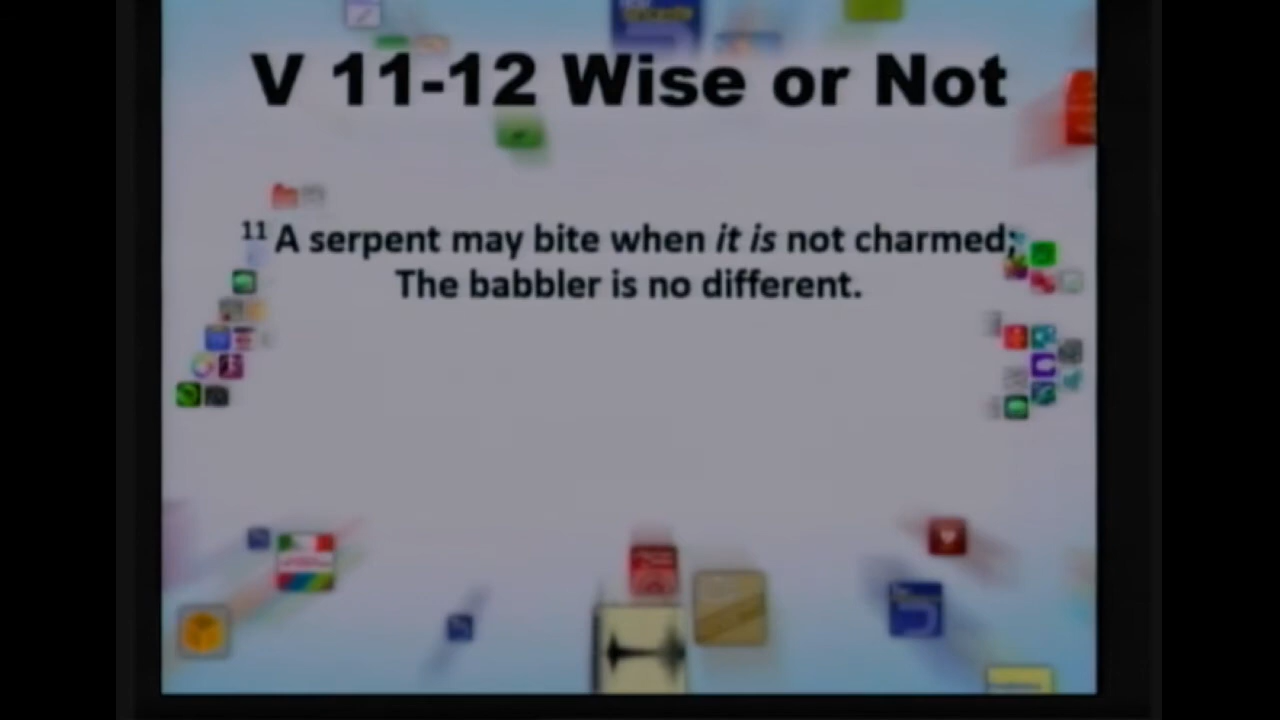 V 11-12 Wise or Not
11 A serpent may bite when it is not charmed;
The babbler is no different.